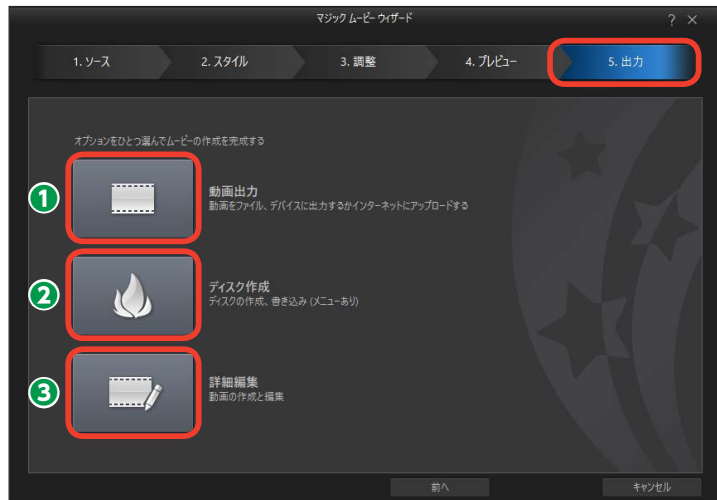 マジック ムービー ウィザード
? ×
1. ソース
2. スタイル
3. 調整
4. プレビュー
5. 出力
オプションをひとつ選んでムービーの作成を完成する
1
動画出力
動画をファイル、デバイスに出力するかインターネットにアップロードする
2
ディスク作成
ディスクの作成、書き込み (メニューあり)
3
詳細編集
動画の作成と編集
前へ
キャンセル